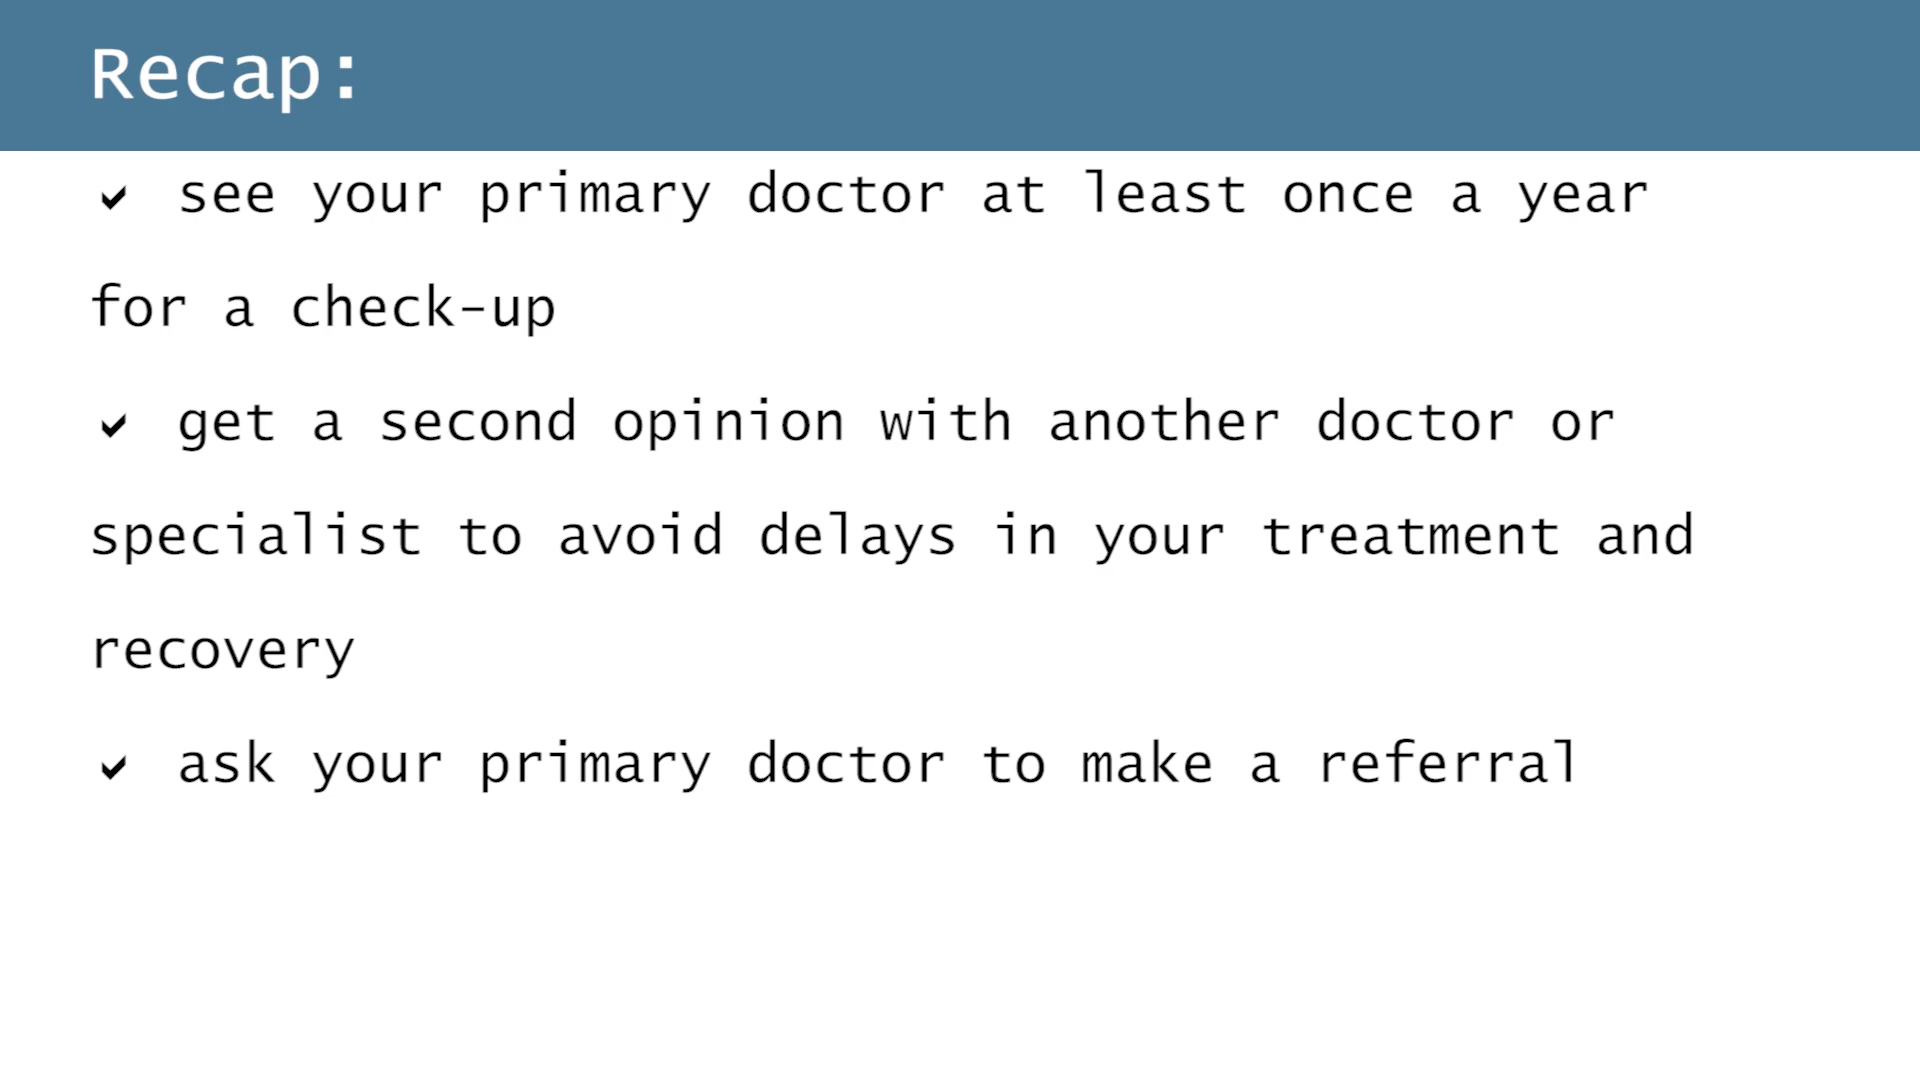 Recap:
✔ see your primary doctor at least once a year
for a check-up
✔ get a second opinion with another doctor or
specialist to avoid delays in your treatment and
recovery
✔ ask your primary doctor to make a referral